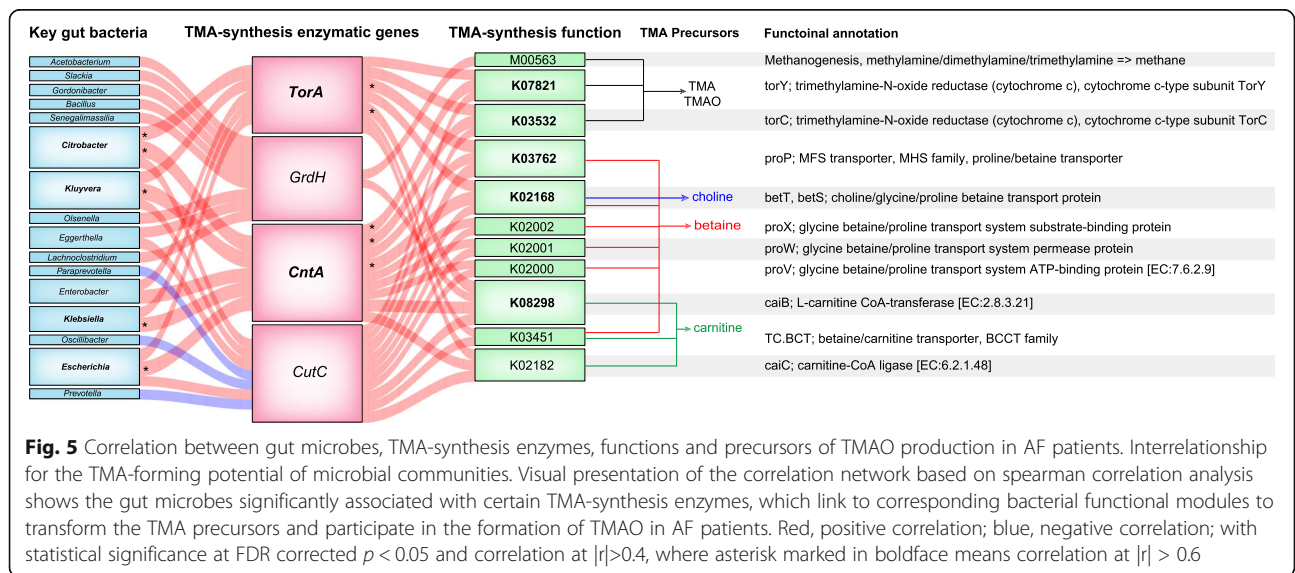 Key gut bacteria
TMA-synthesis enzymatic genes
TMA-synthesis function
TMA Precursors
Functoinal annotation
Acetobacterium
Slackia
Gordonibacter
Bacillus
Senegalimassilia
Citrobacter
*
*
Kluyvera
*
Olsenella
Eggerthella
Lachnoclostridium
Paraprevotella
Enterobacter
Klebsiella
*
Oscillibacter
Escherichia
*
Prevotella
TorA
*
*
GrdH
CntA
*
*
*
CutC
M00563
K07821
K03532
K03762
K02168
K02002
K02001
K02000
K08298
K03451
K02182
TMA
TMAO
choline
betaine
carnitine
Methanogenesis, methylamine/dimethylamine/trimethylamine => methane
torY; trimethylamine-N-oxide reductase (cytochrome c), cytochrome c-type subunit TorY
torC; trimethylamine-N-oxide reductase (cytochrome c), cytochrome c-type subunit TorC
proP; MFS transporter, MHS family, proline/betaine transporter
betT, betS; choline/glycine/proline betaine transport protein
proX; glycine betaine/proline transport system substrate-binding protein
proW; glycine betaine/proline transport system permease protein
proV; glycine betaine/proline transport system ATP-binding protein [EC:7.6.2.9]
caiB; L-carnitine CoA-transferase [EC:2.8.3.21]
TC.BCT; betaine/carnitine transporter, BCCT family
caiC; carnitine-CoA ligase [EC:6.2.1.48]
Fig. 5 Correlation between gut microbes, TMA-synthesis enzymes, functions and precursors of TMAO production in AF patients. Interrelationship
for the TMA-forming potential of microbial communities. Visual presentation of the correlation network based on spearman correlation analysis
shows the gut microbes significantly associated with certain TMA-synthesis enzymes, which link to corresponding bacterial functional modules to
transform the TMA precursors and participate in the formation of TMAO in AF patients. Red, positive correlation; blue, negative correlation; with
statistical significance at FDR corrected p < 0.05 and correlation at |r|>0.4, where asterisk marked in boldface means correlation at |r| > 0.6